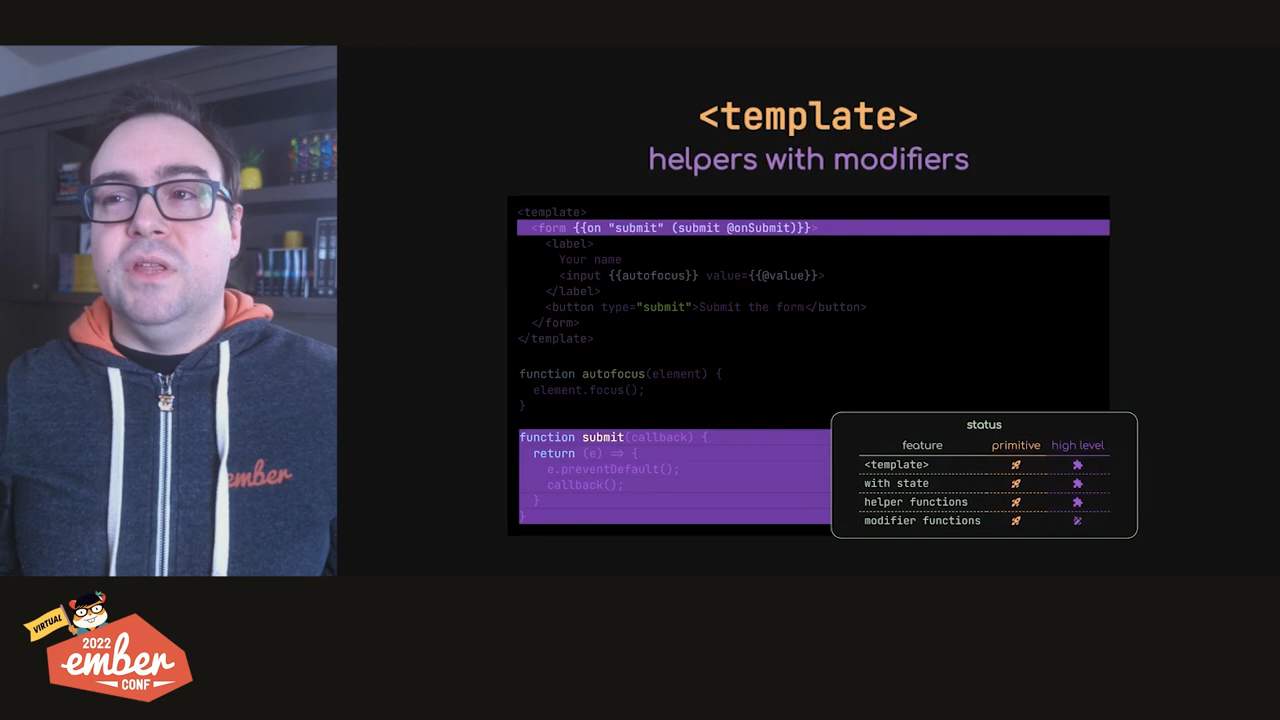 <template>
helpers with modifiers
<template>
<form {{on "submit" (submit @onSubmit)}}>
<label>
Your name
<input {{autofocus}} value={{@value}}>
</label>
<button type="submit">Submit the form</button>
</form>
</template>
function autofocus(element) {
element.focus();
}
function submit(callback) {
return (e) => {
e.preventDefault();
callback();
}
}
status
feature primitive high level
<template>
with state
helper functions
modifier functions
ember
VIRTUAL
2022
ember
CONF